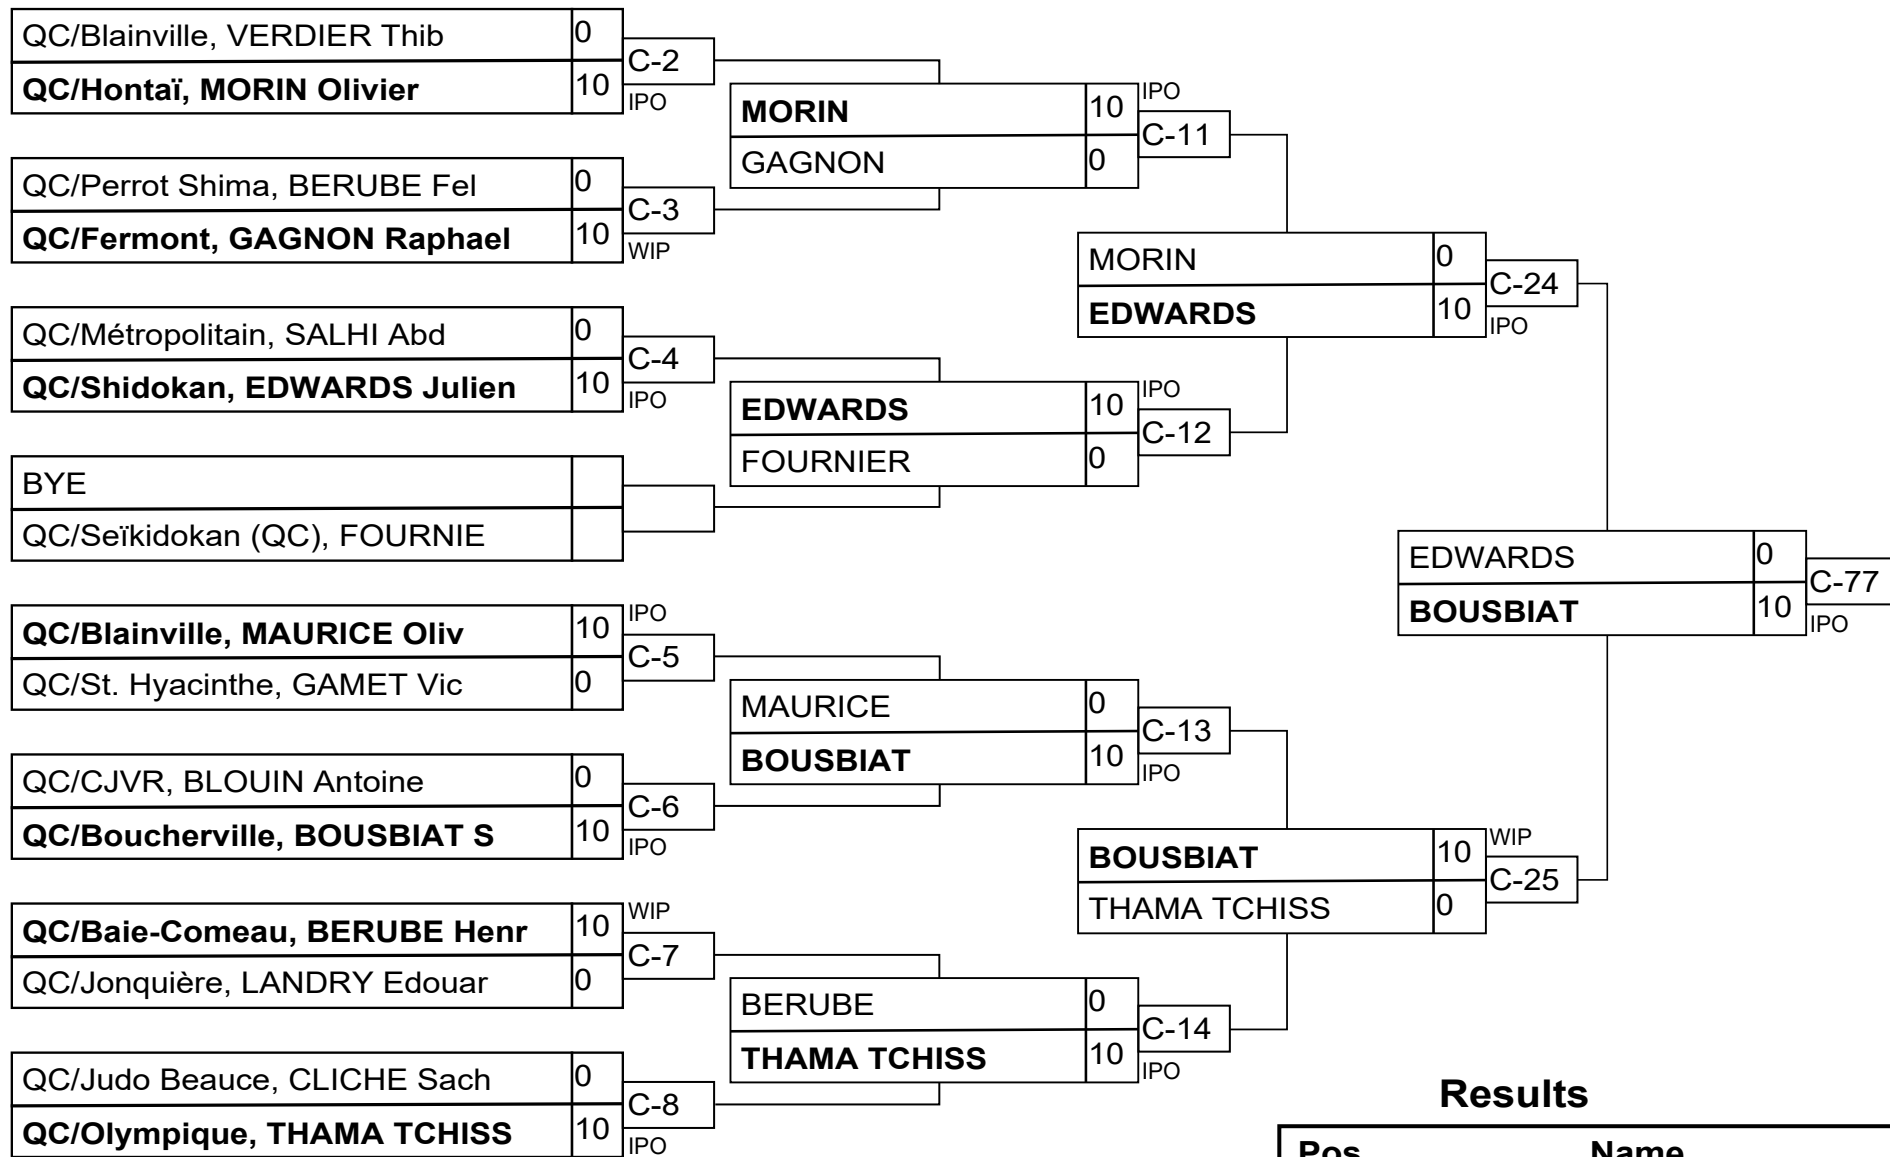 QC/Blainville, VERDIER Thib 0
C-2
QC/Hontaï, MORIN Olivier 10 IPO
QC/Perrot Shima, BERUBE Fel 0
C-3
QC/Fermont, GAGNON Raphael 10 WIP
QC/Métropolitain, SALHI Abd 0
C-4
QC/Shidokan, EDWARDS Julien 10 IPO
BYE
QC/Seïkidokan (QC), FOURNIE
QC/Blainville, MAURICE Oliv 10 IPO
C-5
QC/St. Hyacinthe, GAMET Vic 0
QC/CJVR, BLOUIN Antoine 0
C-6
QC/Boucherville, BOUSBIAT S 10 IPO
QC/Baie-Comeau, BERUBE Henr 10 WIP
C-7
QC/Jonquière, LANDRY Edouar 0
QC/Judo Beauce, CLICHE Sach 0
C-8
QC/Olympique, THAMA TCHISS 10 IPO
MORIN 10 IPO
C-11
GAGNON 0
EDWARDS 10 IPO
C-12
FOURNIER 0
MAURICE 0
C-13
BOUSBIAT 10 IPO
BERUBE 0
C-14
THAMA TCHISS 10 IPO
MORIN 0
C-24
EDWARDS 10 IPO
BOUSBIAT 10 WIP
C-25
THAMA TCHISS 0
EDWARDS 0
C-77
BOUSBIAT 10 IPO
Results
Pos Name